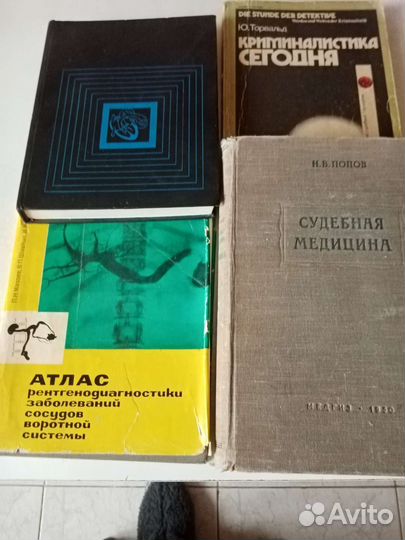 DIE STUNDE DER DETEKTIVE
Ю. Торвальд
КРИМИНАЛИСТИКА
СЕГОДНЯ
Н.В. ПОПОВ
СУДЕБНАЯ
МЕДИЦИНА
МЕДГИЗ • 1950
АТЛАС
рентгенодиагностики
заболеваний
сосудов
воротной
системы
Avito